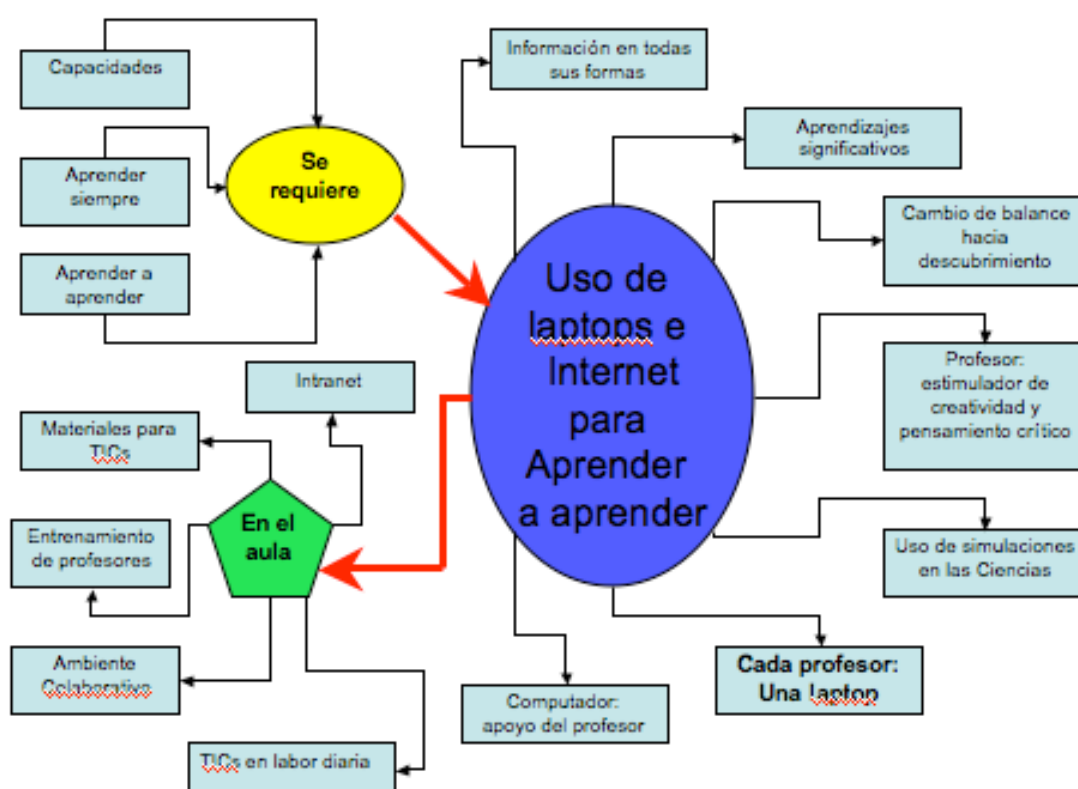 Capacidades
Se
requiere
Aprender
siempre
Aprender a
aprender
Información en todas
sus formas
Aprendizajes
significativos
Cambio de balance
hacia
descubrimiento
Uso de
laptops e
Internet
para
Aprender
a aprender
Profesor:
estimulador de
creatividad y
pensamiento crítico
Uso de simulaciones
en las Ciencias
Cada profesor:
Una laptop
Computador:
apoyo del profesor
Intranet
Materiales para
TICs
En el
aula
Entrenamiento
de profesores
Ambiente
Colaborativo
TICs en labor diaria